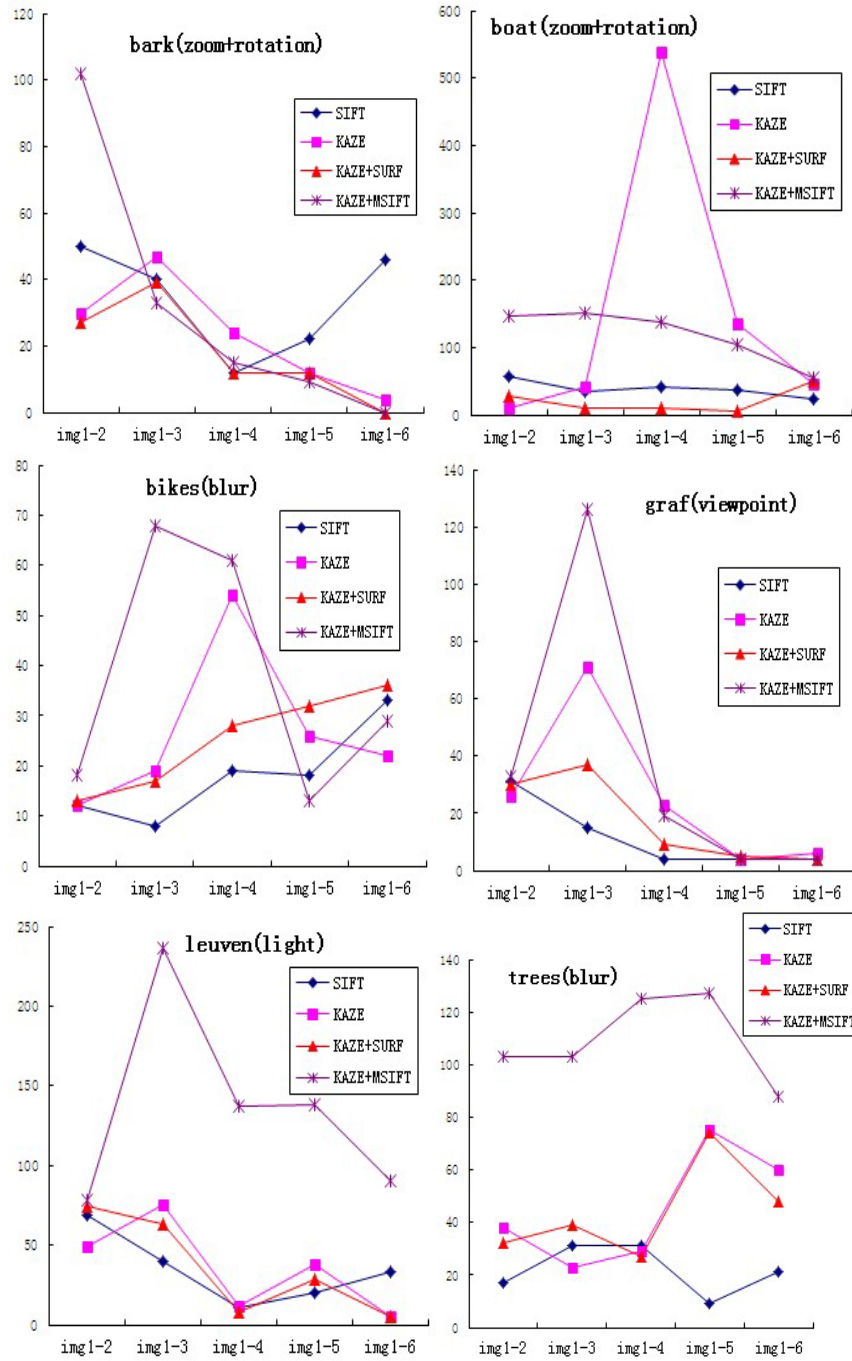 bark(zoom+rotation)
120
100
80
60
40
20
0
SIFT
KAZE
KAZE+SURF
KAZE+MSIFT
img1-2 img1-3 img1-4 img1-5 img1-6
boat(zoom+rotation)
600
500
400
300
200
100
0
SIFT
KAZE
KAZE+SURF
KAZE+MSIFT
img1-2 img1-3 img1-4 img1-5 img1-6
bikes(blur)
80
70
60
50
40
30
20
10
0
SIFT
KAZE
KAZE+SURF
KAZE+MSIFT
img1-2 img1-3 img1-4 img1-5 img1-6
graf(viewpoint)
140
120
100
80
60
40
20
0
SIFT
KAZE
KAZE+SURF
KAZE+MSIFT
img1-2 img1-3 img1-4 img1-5 img1-6
leuven(light)
250
200
150
100
50
0
SIFT
KAZE
KAZE+SURF
KAZE+MSIFT
img1-2 img1-3 img1-4 img1-5 img1-6
trees(blur)
140
120
100
80
60
40
20
0
SIFT
KAZE
KAZE+SURF
KAZE+MSIFT
img1-2 img1-3 img1-4 img1-5 img1-6